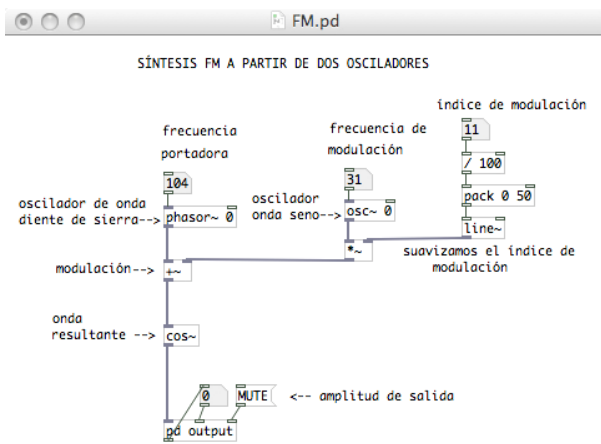 FM.pd
SÍNTESIS FM A PARTIR DE DOS OSCILADORES
índice de modulación
11
/ 100
pack 0 50
line~
suavizamos el índice de
modulación
frecuencia de
modulación
31
oscilador
onda seno-->
osc~ 0
*~
frecuencia
portadora
104
oscilador de onda
diente de sierra-->
phasor~ 0
modulación-->
+~
onda
resultante -->
cos~
0
MUTE
<-- amplitud de salida
pd output